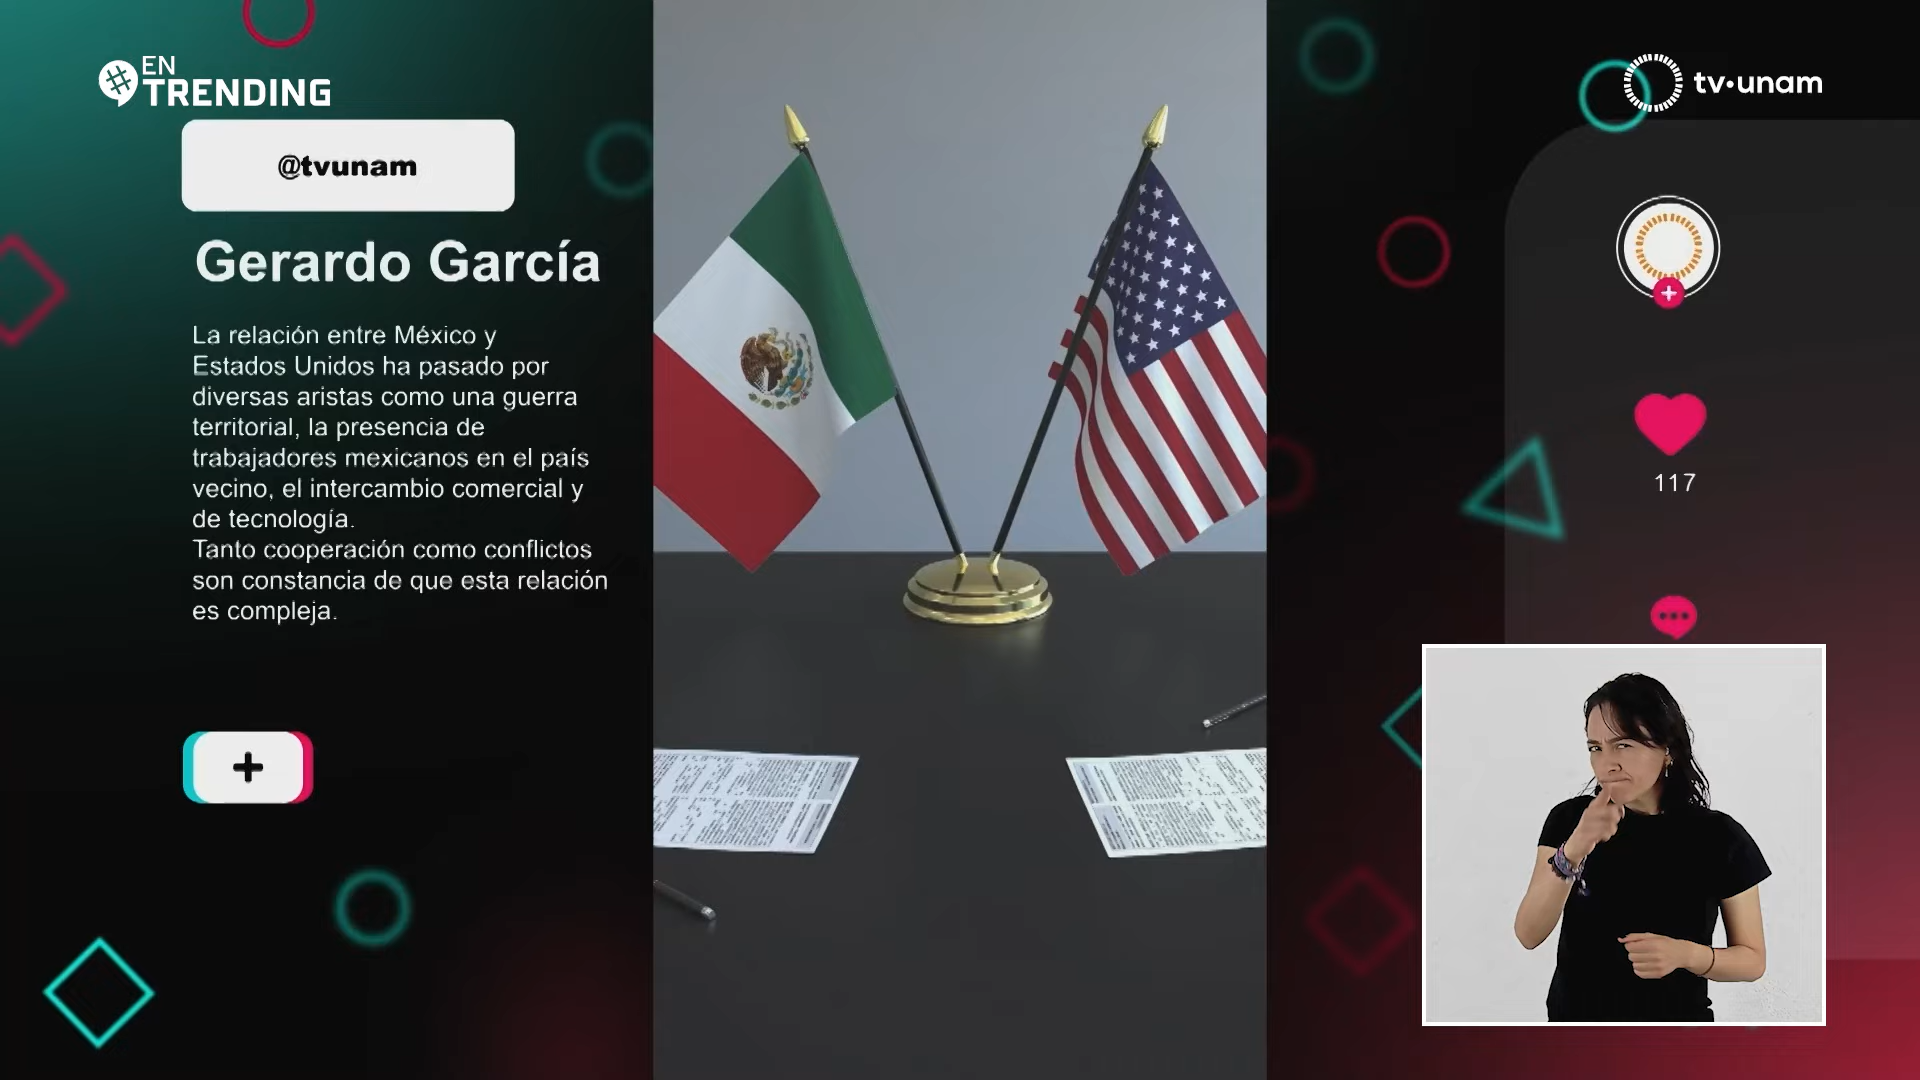 EN
TRENDING
tv•unam
@tvunam
Gerardo García
La relación entre México y
Estados Unidos ha pasado por
diversas aristas como una guerra
territorial, la presencia de
trabajadores mexicanos en el país
vecino, el intercambio comercial y
de tecnología.
Tanto cooperación como conflictos
son constancia de que esta relación
es compleja.
117